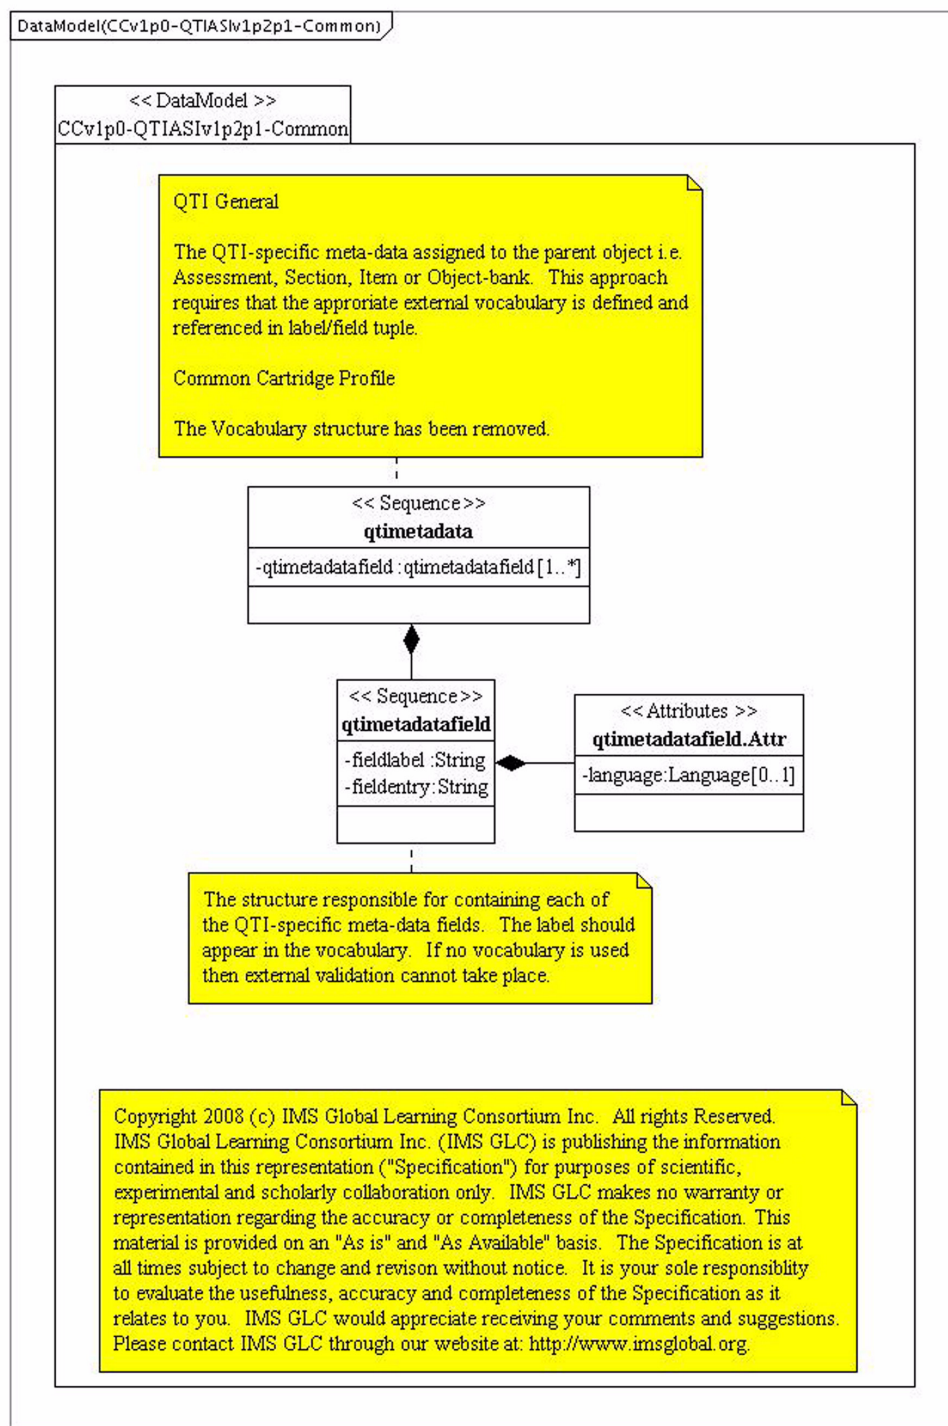 DataModel(CCv1p0-QTIASIv1p2p1-Common)
<< DataModel >>
CCv1p0-QTIASIv1p2p1-Common
QTI General
The QTI-specific meta-data assigned to the parent object i.e.
Assessment, Section, Item or Object-bank. This approach
requires that the approriate external vocabulary is defined and
referenced in label/field tuple.
Common Cartridge Profile
The Vocabulary structure has been removed.
<< Sequence>>
qtimetadata
-qtimetadatafield :qtimetadatafield [1..*]
<< Sequence>>
qtimetadatafield
-fieldlabel :String
-fieldentry:String
<<Attributes >>
qtimetadatafield.Attr
-language:Language[0..1]
The structure responsible for containing each of
the QTI-specific meta-data fields. The label should
appear in the vocabulary. If no vocabulary is used
then external validation cannot take place.
Copyright 2008 (c) IMS Global Learning Consortium Inc. All rights Reserved.
IMS Global Learning Consortium Inc. (IMS GLC) is publishing the information
contained in this representation ("Specification") for purposes of scientific,
experimental and scholarly collaboration only. IMS GLC makes no warranty or
representation regarding the accuracy or completeness of the Specification. This
material is provided on an "As is" and "As Available" basis. The Specification is at
all times subject to change and revison without notice. It is your sole responsiblity
to evaluate the usefulness, accuracy and completeness of the Specification as it
relates to you. IMS GLC would appreciate receiving your comments and suggestions.
Please contact IMS GLC through our website at: http://www.imsglobal.org.